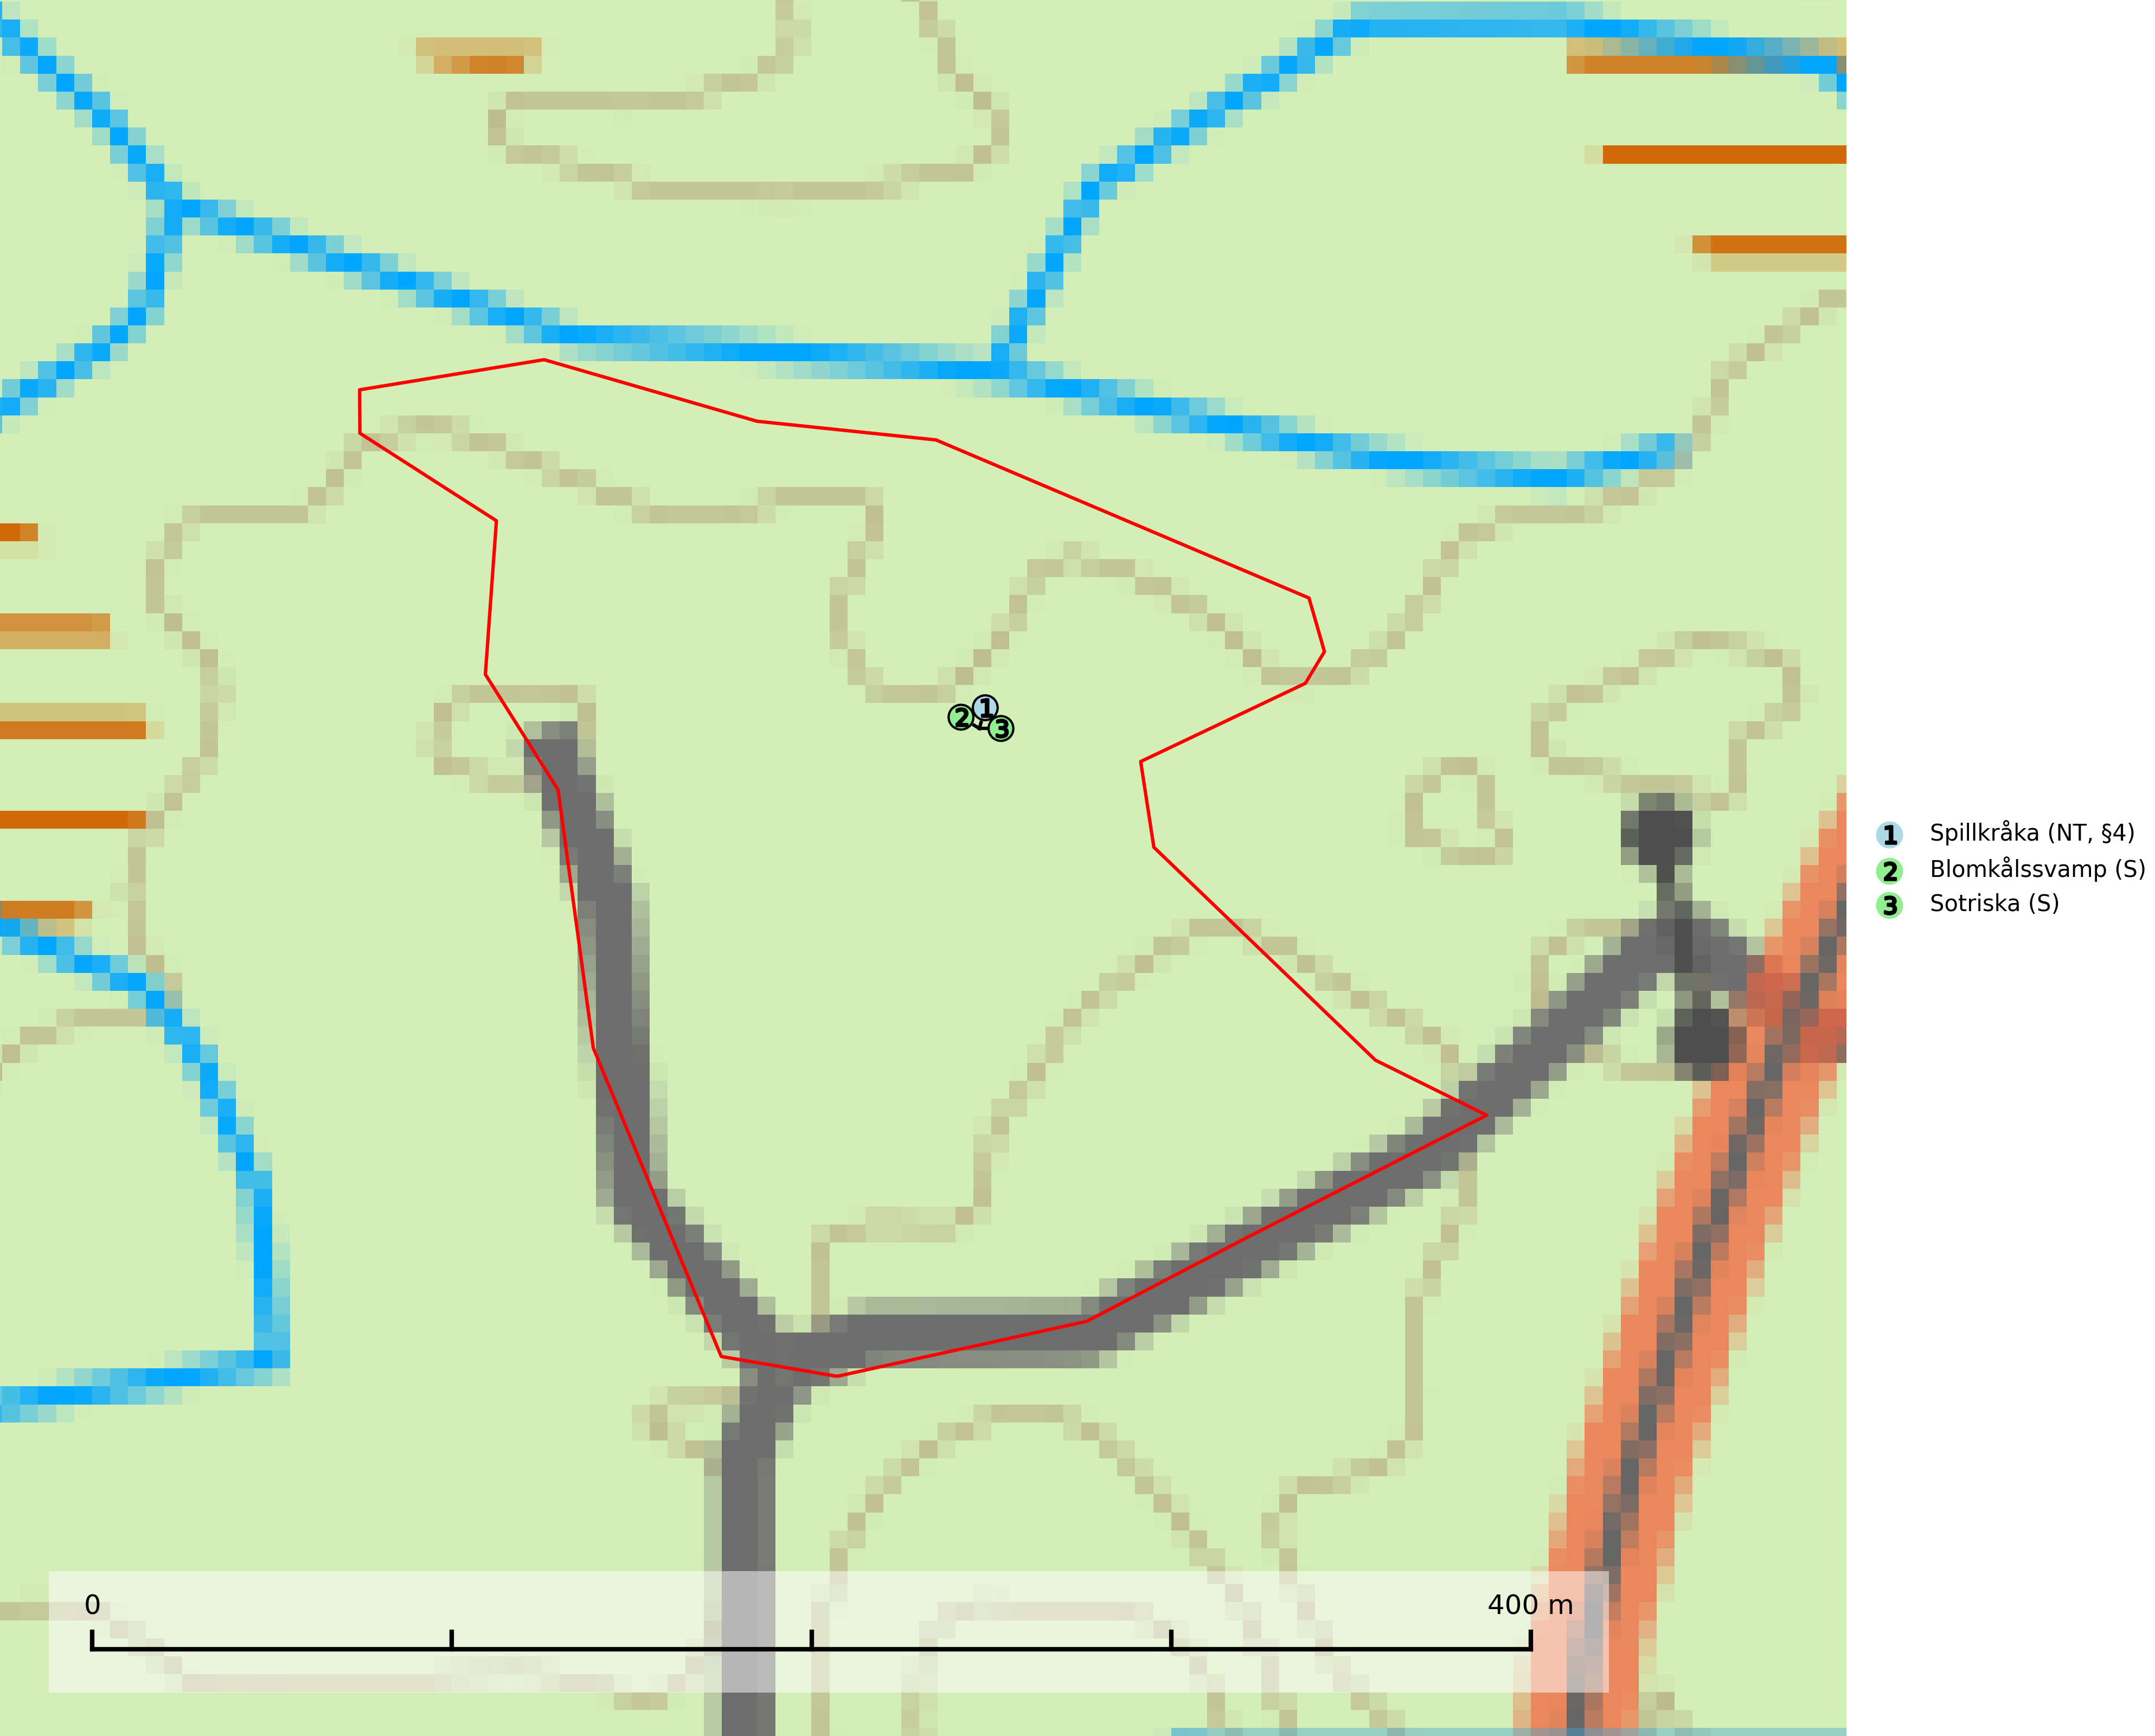 1
2
3
1 Spillkråka (NT, §4)
2 Blomkålssvamp (S)
3 Sotriska (S)
0 400 m